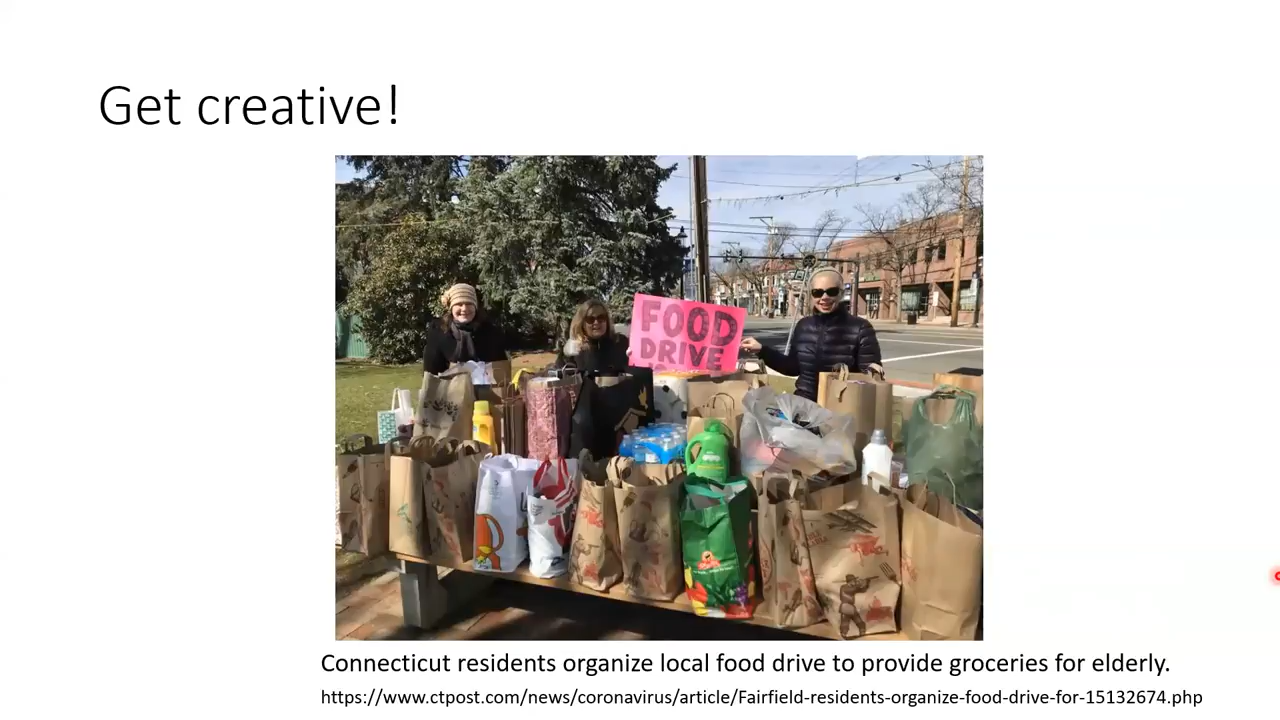 Get creative!
FOOD
DRIVE
Connecticut residents organize local food drive to provide groceries for elderly.
https://www.ctpost.com/news/coronavirus/article/Fairfield-residents-organize-food-drive-for-15132674.php